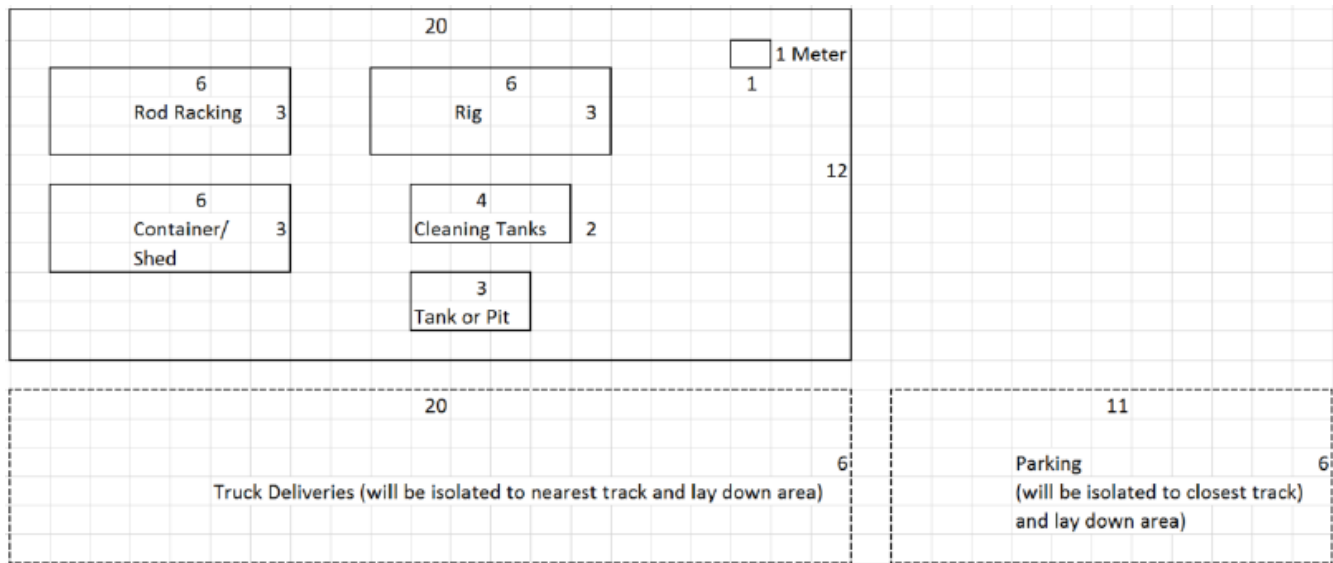 20
1 Meter
6
6
1
Rod Racking 3
Rig 3
12
6
4
Container/ 3
Cleaning Tanks 2
Shed
3
Tank or Pit
20
11
6
Parking 6
Truck Deliveries (will be isolated to nearest track and lay down area)
(will be isolated to closest track)
and lay down area)